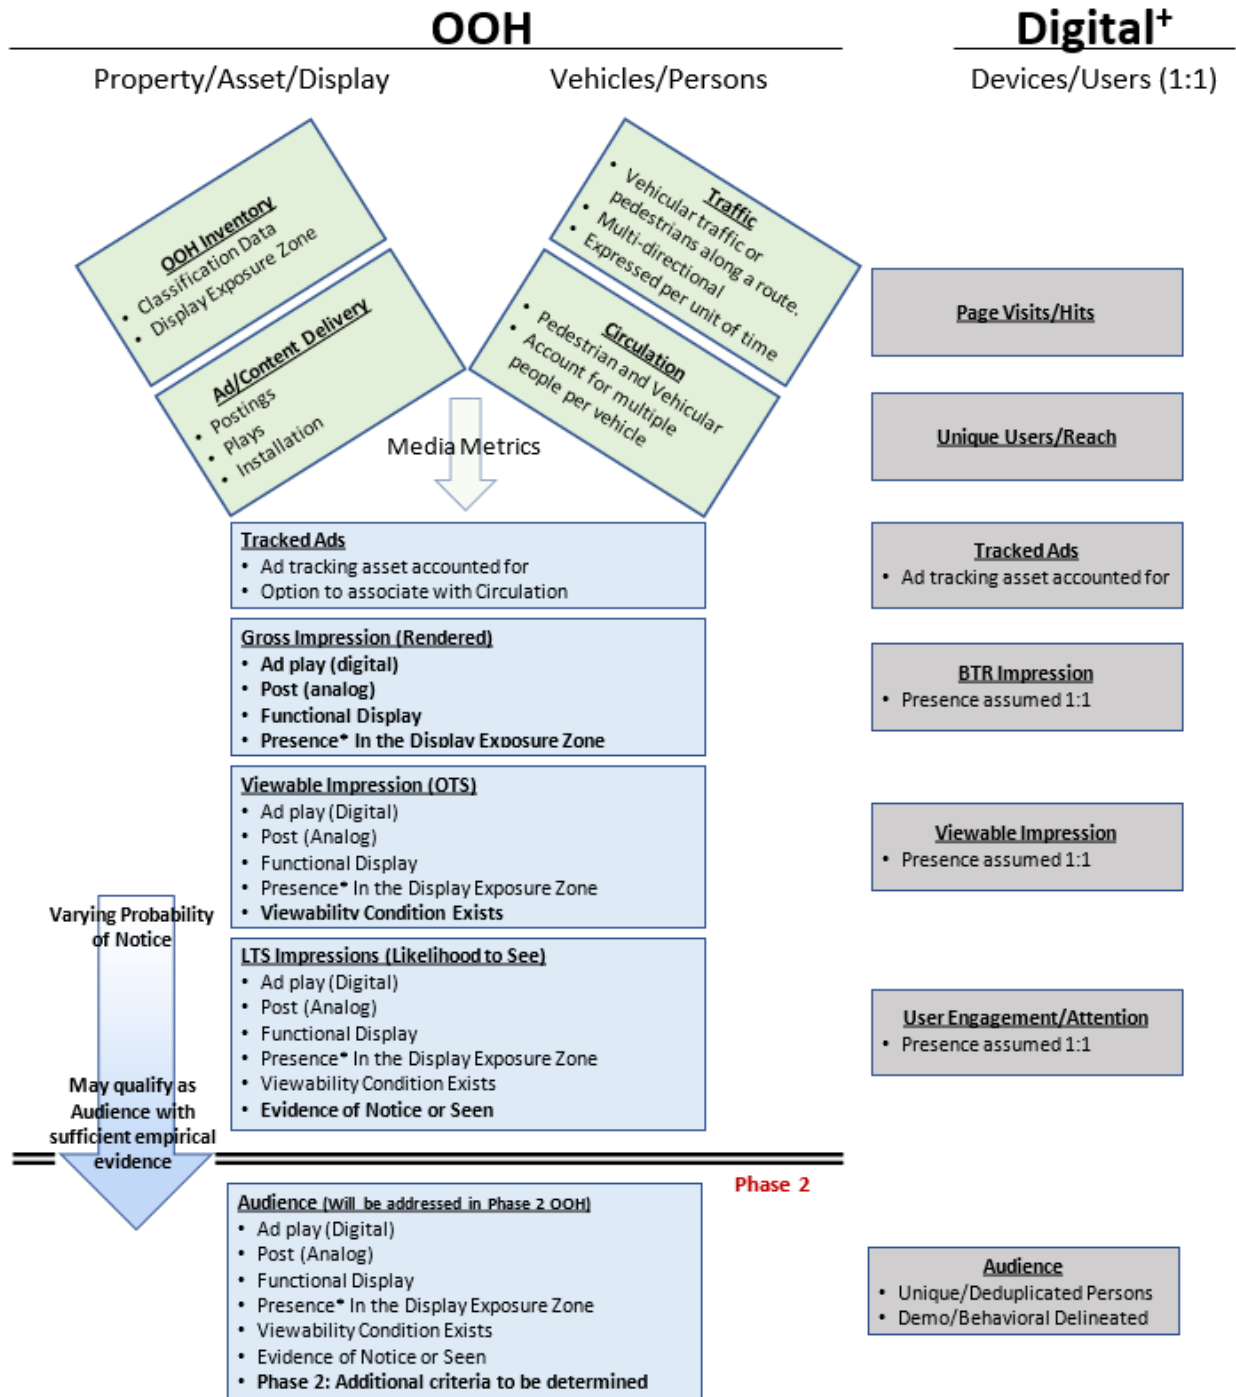 OOH
Digital+
Property/Asset/Display
Vehicles/Persons
Devices/Users (1:1)
OOH Inventory
• Classification Data
• Display Exposure Zone
Ad/Content Delivery
• Postings
• Plays
• Installation
Traffic
• Vehicular traffic or
pedestrians along a route.
• Multi-directional
• Expressed per unit of time
Circulation
• Pedestrian and Vehicular
• Account for multiple
people per vehicle
Media Metrics
Page Visits/Hits
Unique Users/Reach
Tracked Ads
• Ad tracking asset accounted for
• Option to associate with Circulation
Tracked Ads
• Ad tracking asset accounted for
Gross Impression (Rendered)
• Ad play (digital)
• Post (analog)
• Functional Display
• Presence* In the Display Exposure Zone
BTR Impression
• Presence assumed 1:1
Viewable Impression (OTS)
• Ad play (Digital)
• Post (Analog)
• Functional Display
• Presence* In the Display Exposure Zone
• Viewability Condition Exists
Viewable Impression
• Presence assumed 1:1
Varying Probability
of Notice
LTS Impressions (Likelihood to See)
• Ad play (Digital)
• Post (Analog)
• Functional Display
• Presence* In the Display Exposure Zone
• Viewability Condition Exists
• Evidence of Notice or Seen
User Engagement/Attention
• Presence assumed 1:1
May qualify as
Audience with
sufficient empirical
evidence
Phase 2
Audience (Will be addressed in Phase 2 OOH)
• Ad play (Digital)
• Post (Analog)
• Functional Display
• Presence* In the Display Exposure Zone
• Viewability Condition Exists
• Evidence of Notice or Seen
• Phase 2: Additional criteria to be determined
Audience
• Unique/Deduplicated Persons
• Demo/Behavioral Delineated